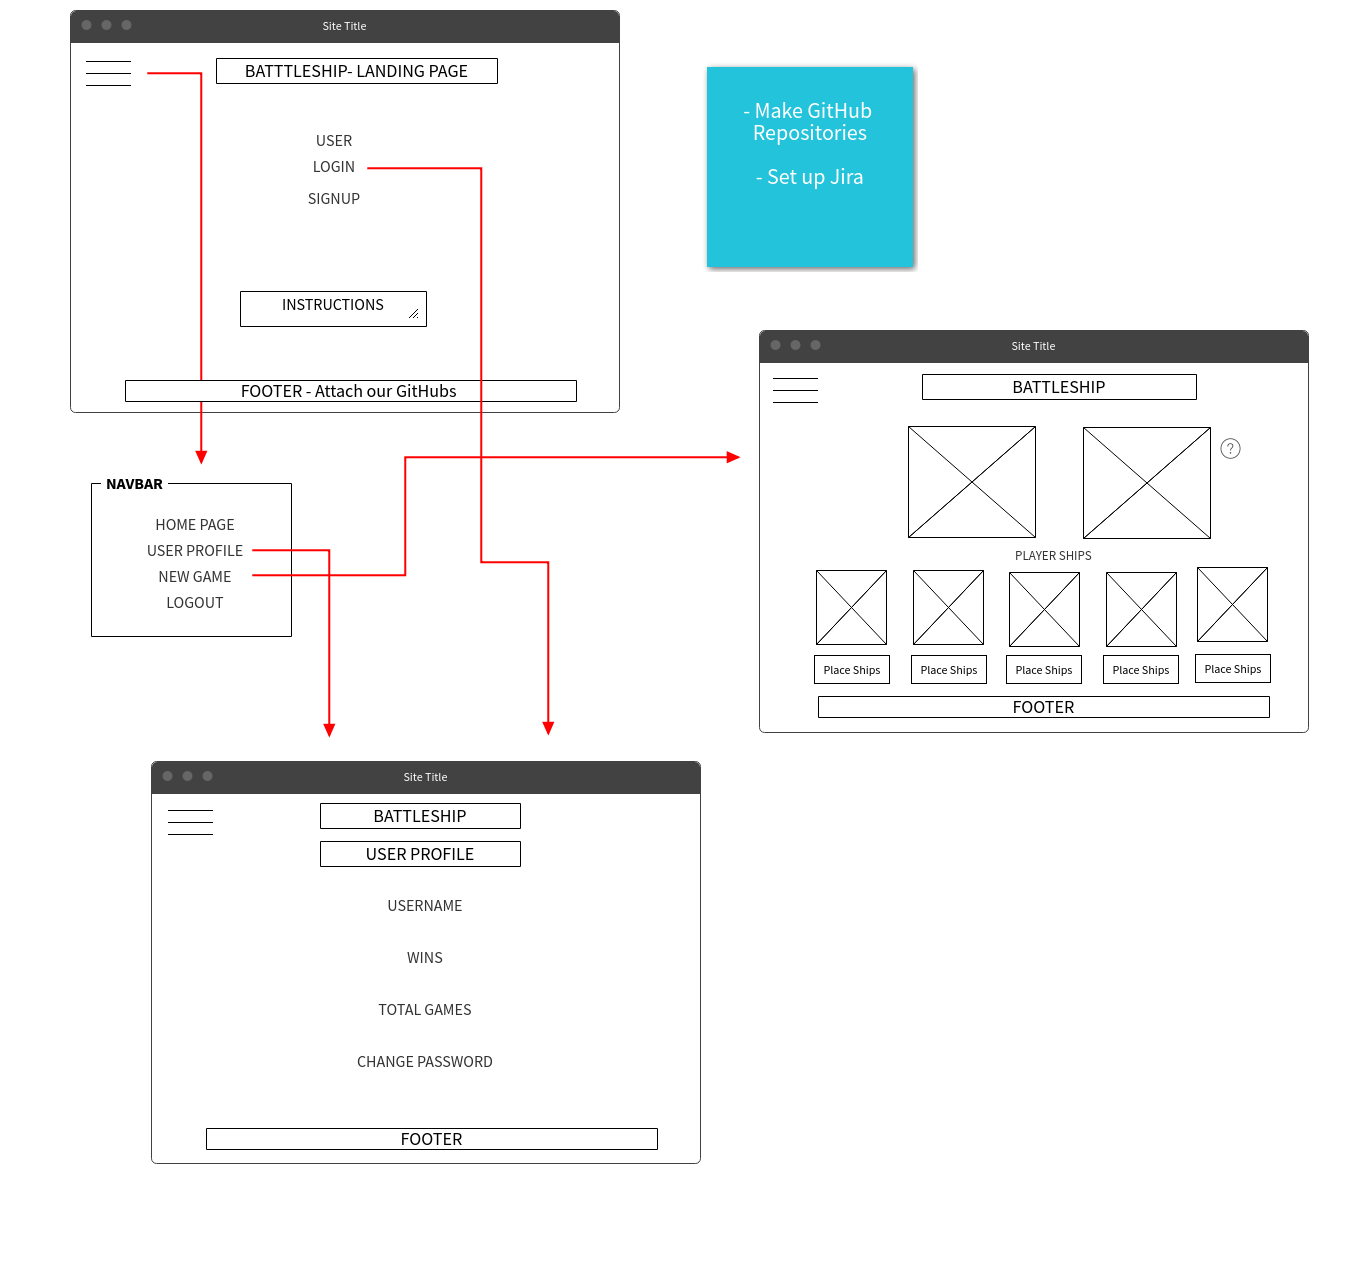 Site Title
BATTTLESHIP- LANDING PAGE
USER
LOGIN
SIGNUP
INSTRUCTIONS
FOOTER - Attach our GitHubs
- Make GitHub
Repositories
- Set up Jira
NAVBAR
HOME PAGE
USER PROFILE
NEW GAME
LOGOUT
Site Title
BATTLESHIP
?
PLAYER SHIPS
Place Ships Place Ships Place Ships Place Ships Place Ships
FOOTER
Site Title
BATTLESHIP
USER PROFILE
USERNAME
WINS
TOTAL GAMES
CHANGE PASSWORD
FOOTER